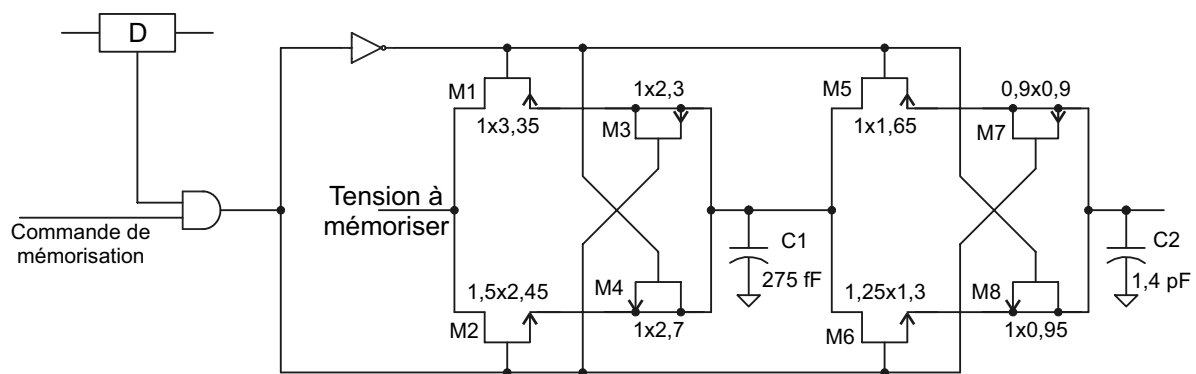 D
M1
1x3,35
1x2,3
M3
M5
1x1,65
0,9x0,9
M7
Tension à
mémoriser
Commande de
mémorisation
C1
275 fF
C2
1,4 pF
1,5x2,45
M2
M4
1x2,7
1,25x1,3
M6
M8
1x0,95